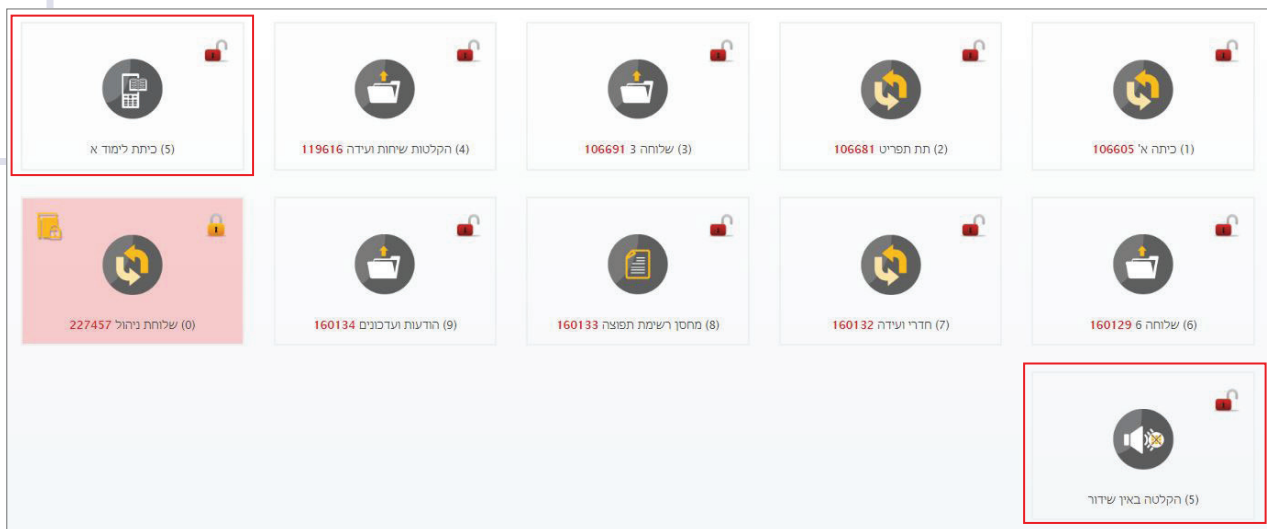 (1) כיתה א' 106605
(2) תת תפריט 106681
(3) שלוחה 3 106691
(4) הקלטות שיחות ועידה 119616
(5) כיתת לימוד א
(6) שלוחה 6 160129
(7) חדרי ועידה 160132
(8) מחסן רשימת תפוצה 160133
(9) הודעות ועדכונים 160134
(0) שלוחת ניהול 227457
(5) הקלטה באין שידור